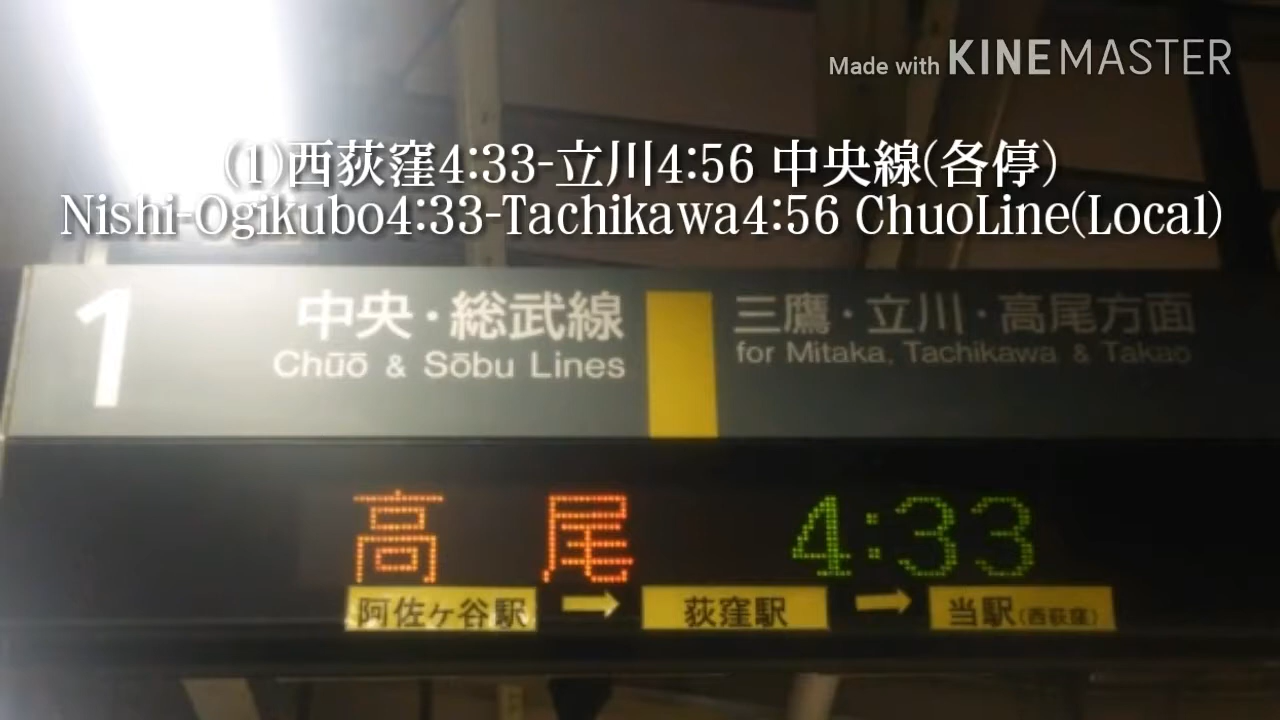 Made with KINEMASTER
(1)西荻窪4:33-立川4:56 中央線(各停)
Nishi-Ogikubo4:33-Tachikawa4:56 ChuoLine(Local)
1 中央・総武線 三鷹・立川・高尾方面
Chūō & Sōbu Lines for Mitaka, Tachikawa & Takao
高尾 4:33
阿佐ヶ谷駅 → 荻窪駅 → 当駅(西荻窪)